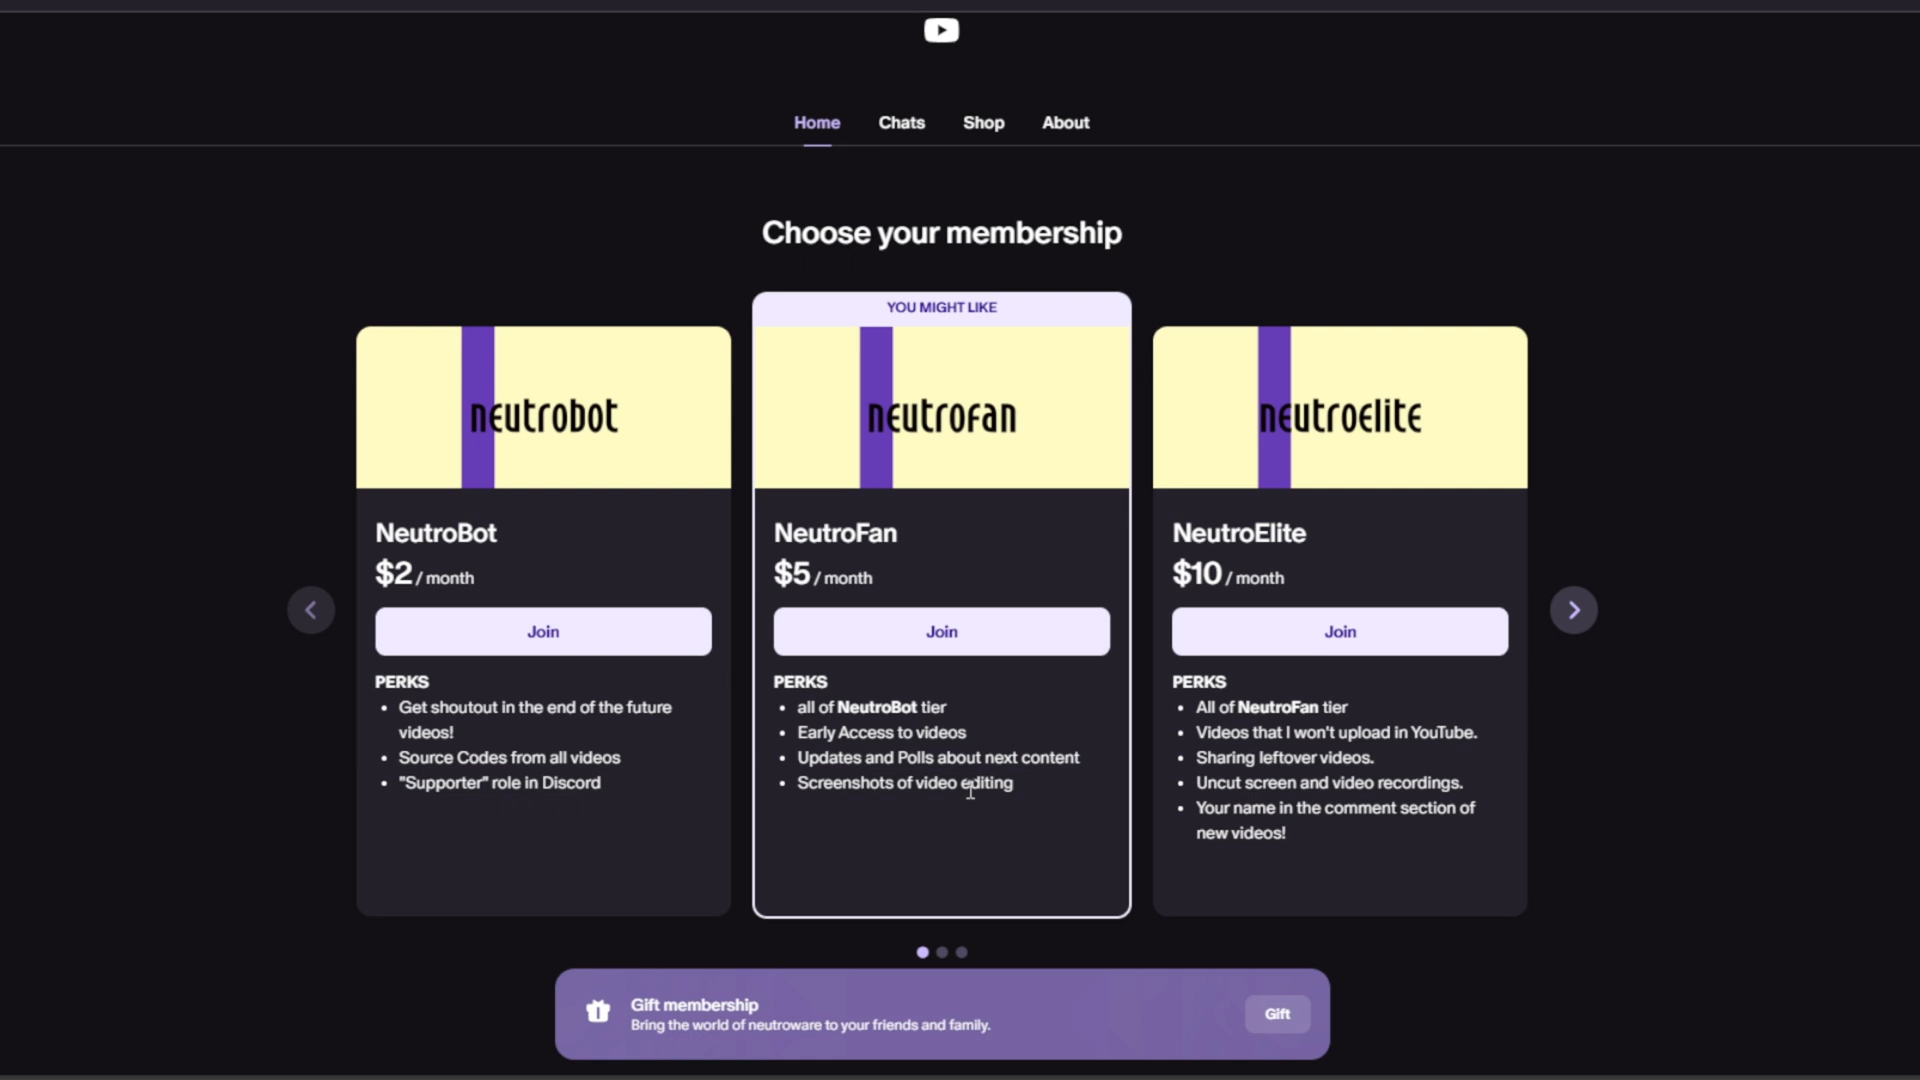 Home Chats Shop About
Choose your membership
YOU MIGHT LIKE
neutrobot
neutrofan
neutroelite
NeutroBot
$2 / month
Join
PERKS
• Get shoutout in the end of the future
videos!
• Source Codes from all videos
• "Supporter" role in Discord
NeutroFan
$5 / month
Join
PERKS
• all of NeutroBot tier
• Early Access to videos
• Updates and Polls about next content
• Screenshots of video editing
NeutroElite
$10 / month
Join
PERKS
• All of NeutroFan tier
• Videos that I won't upload in YouTube.
• Sharing leftover videos.
• Uncut screen and video recordings.
• Your name in the comment section of
new videos!
Gift membership
Bring the world of neutroware to your friends and family.
Gift